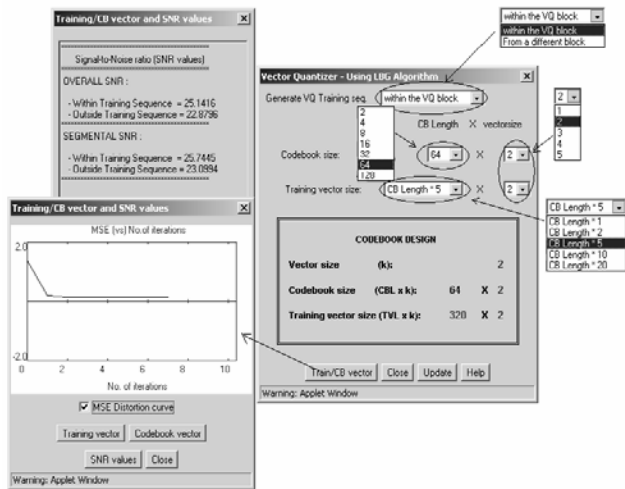 Training/CB vector and SNR values
Signal-to-Noise ratio (SNR values)
OVERALL SNR :
- Within Training Sequence = 25.1416
- Outside Training Sequence = 22.8796
SEGMENTAL SNR :
- Within Training Sequence = 25.7445
- Outside Training Sequence = 23.0994
within the VQ block
within the VQ block
From a different block
Vector Quantizer - Using LBG Algorithm
Generate VQ Training seq. within the VQ block
CB Length X vectorsize
2
4
8
16
32
64
128
Codebook size: 64 X 2
Training vector size: CB Length * 5 X 2
2
1
2
3
4
5
CB Length * 5
CB Length * 1
CB Length * 2
CB Length * 5
CB Length * 10
CB Length * 20
CODEBOOK DESIGN
Vector size (k): 2
Codebook size (CBL x k): 64 X 2
Training vector size (TVL x k): 320 X 2
Train/CB vector Close Update Help
Warning: Applet Window
Training/CB vector and SNR values
MSE (vs) No.of iterations
2.0
-2.0
0 2 4 6 8 10
No. of iterations
MSE Distortion curve
Training vector Codebook vector
SNR values Close
Warning: Applet Window